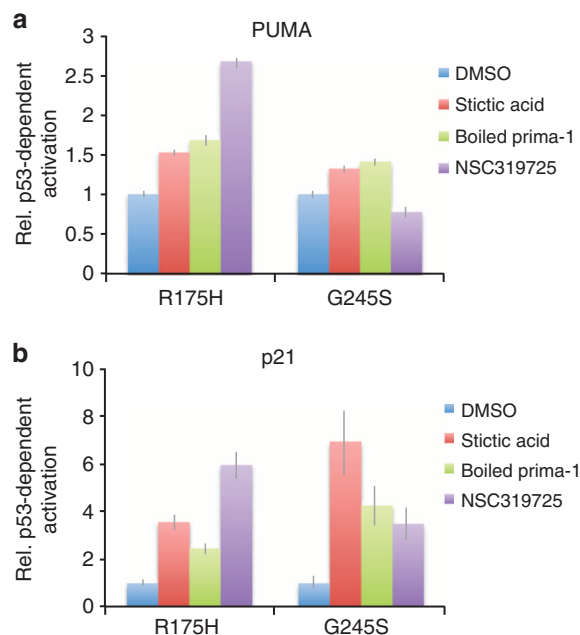 a
PUMA
Rel. p53-dependent
activation
3
2.5
2
1.5
1
0.5
0
R175H
G245S
DMSO
Stictic acid
Boiled prima-1
NSC319725
b
p21
Rel. p53-dependent
activation
10
8
6
4
2
0
R175H
G245S
DMSO
Stictic acid
Boiled prima-1
NSC319725